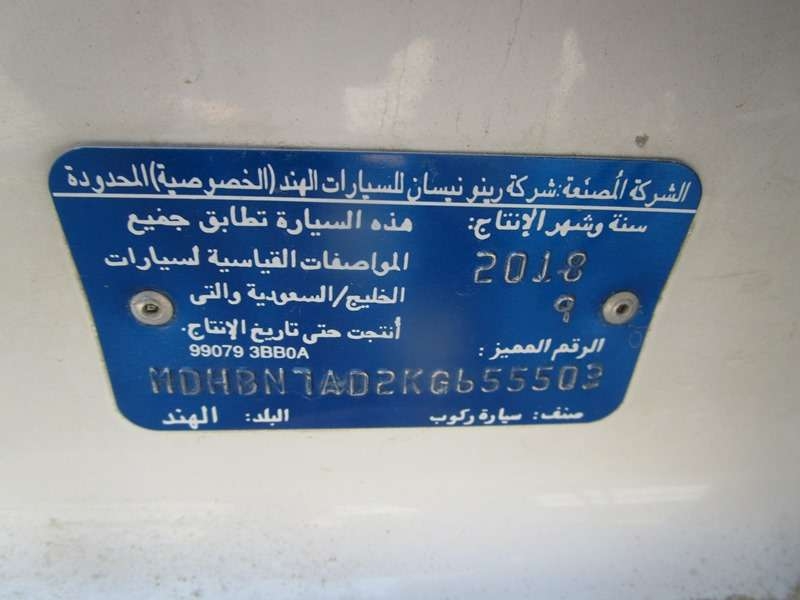 الشركة المصنعة: شركة رينو نيسان للسيارات الهند (الخصوصية) المحدودة
سنة وشهر الإنتاج:
2018
9
هذه السيارة تطابق جميع
المواصفات القياسية لسيارات
الخليج/السعودية والتى
أنتجت حتى تاريخ الإنتاج.
99079 3BB0A
الرقم المميز:
MDHBN7AD2KG655503
صنف: سيارة ركوب
البلد: الهند